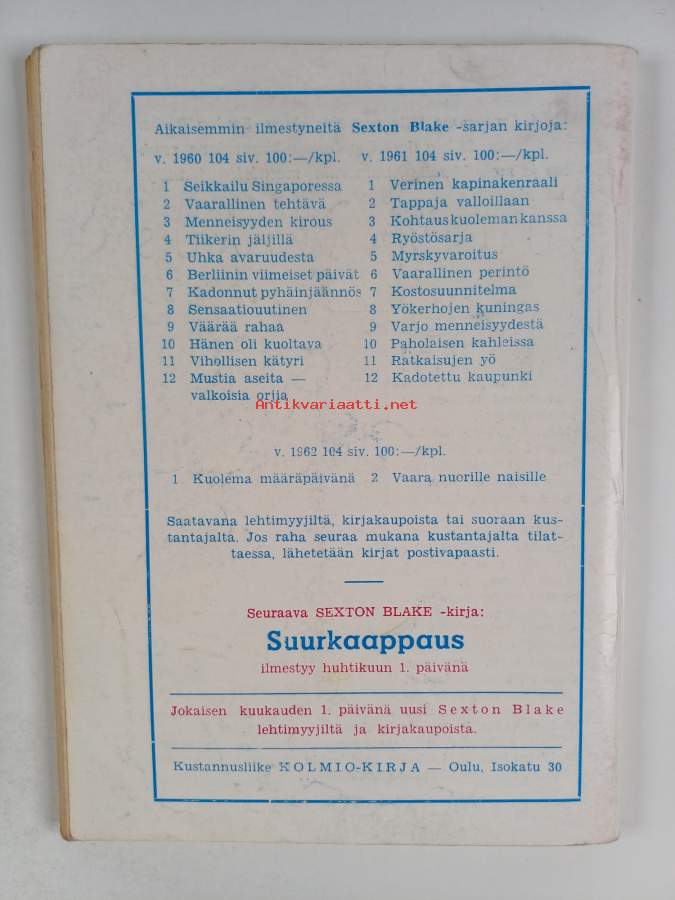 Aikaisemmin ilmestyneitä Sexton Blake -sarjan kirjoja:
v. 1960 104 siv. 100:—/kpl.
1 Seikkailu Singaporessa
2 Vaarallinen tehtävä
3 Menneisyyden kirous
4 Tiikerin jäljillä
5 Uhka avaruudesta
6 Berliinin viimeiset päivät
7 Kadonnut pyhäinjäännös
8 Sensaatiouutinen
9 Väärää rahaa
10 Hänen oli kuoltava
11 Vihollisen kätyri
12 Mustia aseita —
valkoisia orjia
v. 1961 104 siv. 100:—/kpl.
1 Verinen kapinakenraali
2 Tappaja valloillaan
3 Kohtaus kuoleman kanssa
4 Ryöstösarja
5 Myrskyvaroitus
6 Vaarallinen perintö
7 Kostosuunnitelma
8 Yökerhojen kuningas
9 Varjo menneisyydestä
10 Paholaisen kahleissa
11 Ratkaisujen yö
12 Kadotettu kaupunki
Antikvariaatti.net
v. 1962 104 siv. 100:—/kpl.
1 Kuolema määräpäivänä 2 Vaara nuorille naisille
Saatavana lehtimyyjiltä, kirjakaupoista tai suoraan kus-
tantajalta. Jos raha seuraa mukana kustantajalta tilat-
taessa, lähetetään kirjat postivapaasti.
Seuraava SEXTON BLAKE -kirja:
Suurkaappaus
ilmestyy huhtikuun 1. päivänä
Jokaisen kuukauden 1. päivänä uusi Sexton Blake
lehtimyyjiltä ja kirjakaupoista.
Kustannusliike KOLMIO-KIRJA — Oulu, Isokatu 30